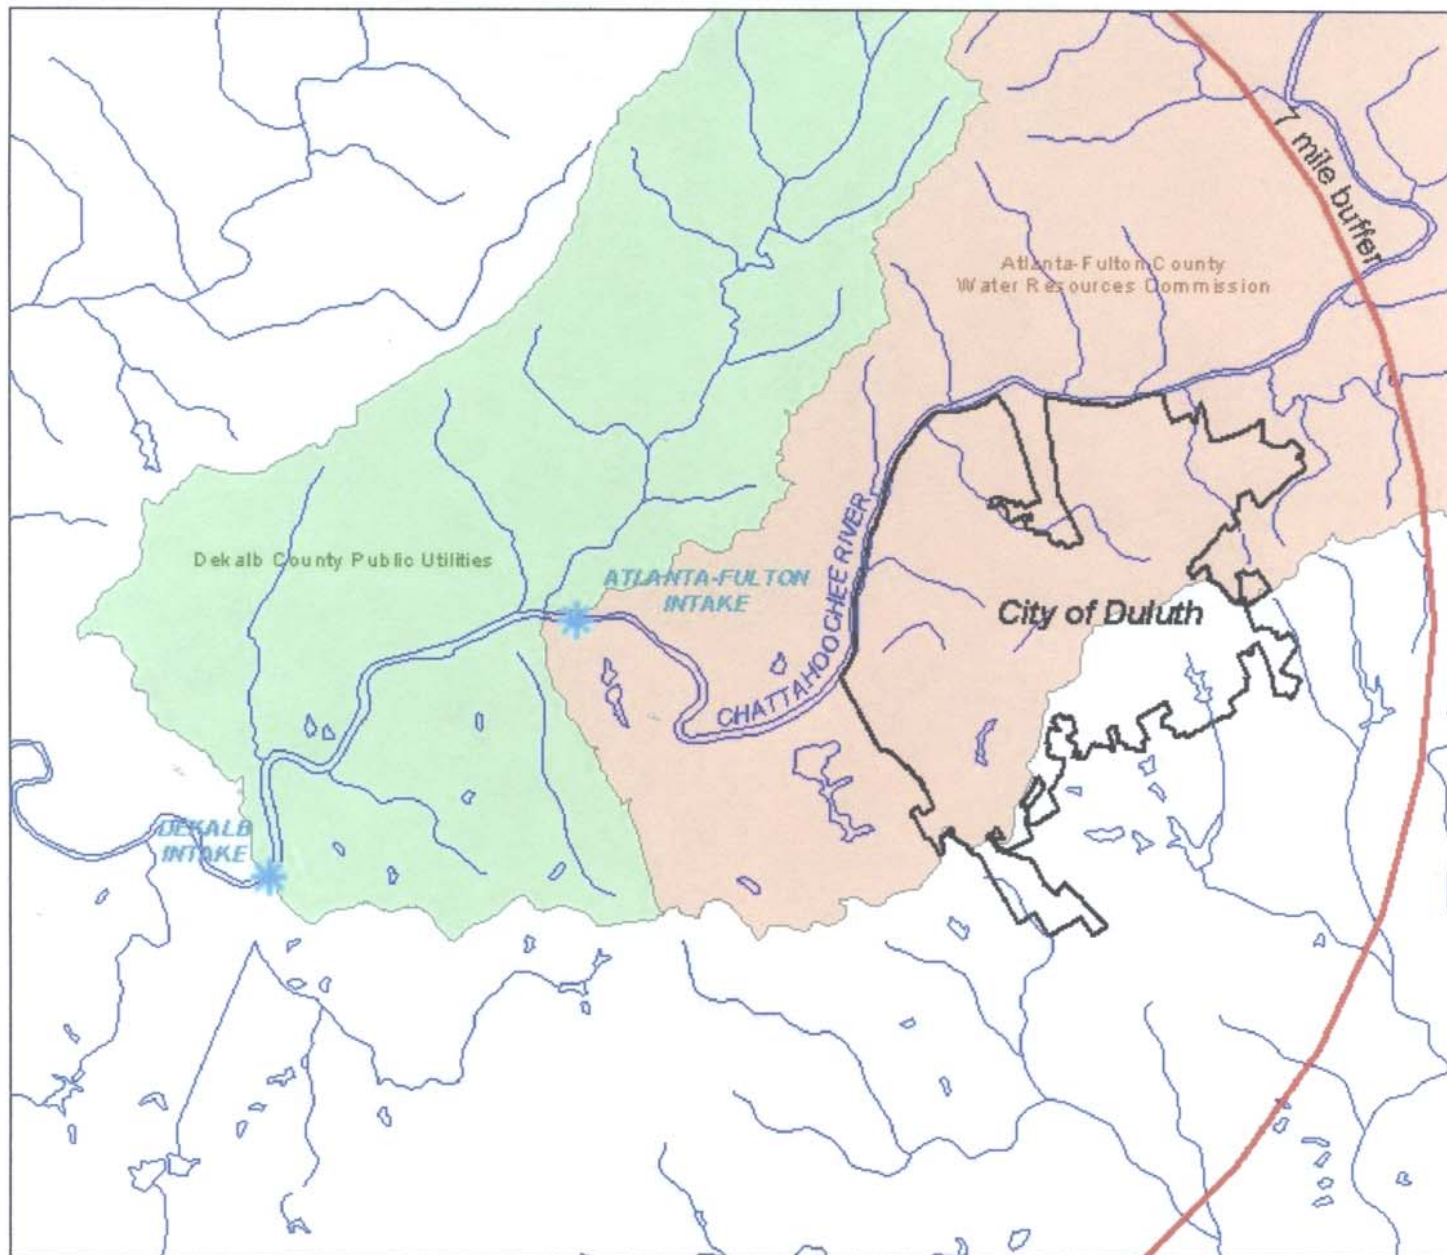 7 mile buffer
Atlanta-Fulton County
Water Resources Commission
Dekalb County Public Utilities
ATLANTA-FULTON
INTAKE
CHATTAHOOCHEE RIVER
City of Duluth
DEKALB
INTAKE